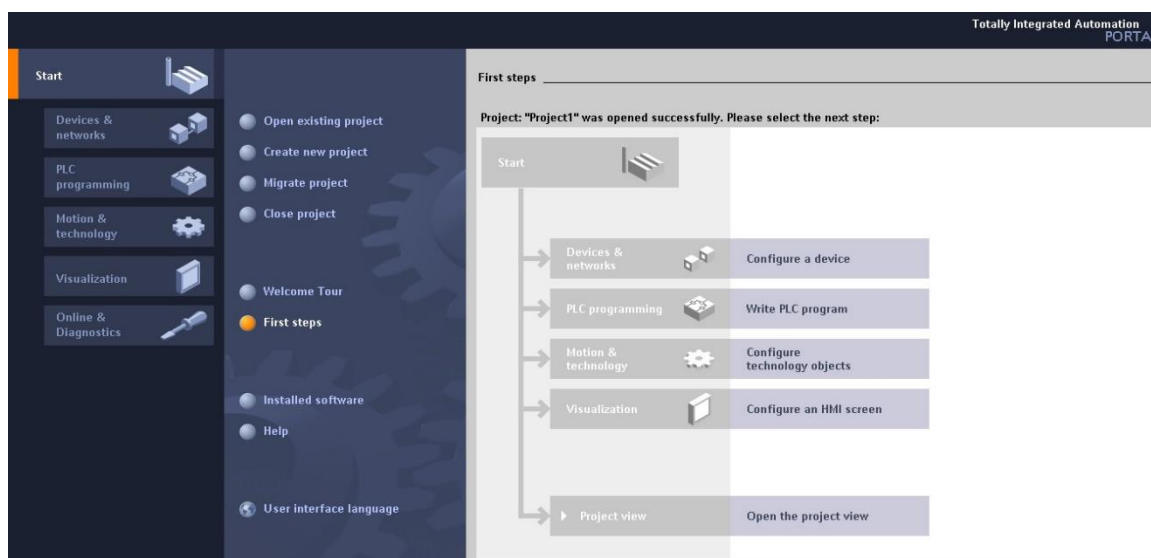 Totally Integrated Automation
PORTA
Start
Devices &
networks
PLC
programming
Motion &
technology
Visualization
Online &
Diagnostics
Open existing project
Create new project
Migrate project
Close project
Welcome Tour
First steps
Installed software
Help
User interface language
First steps
Project: "Project1" was opened successfully. Please select the next step:
Start
Devices &
networks
Configure a device
PLC programming
Write PLC program
Motion &
technology
Configure
technology objects
Visualization
Configure an HMI screen
Project view
Open the project view